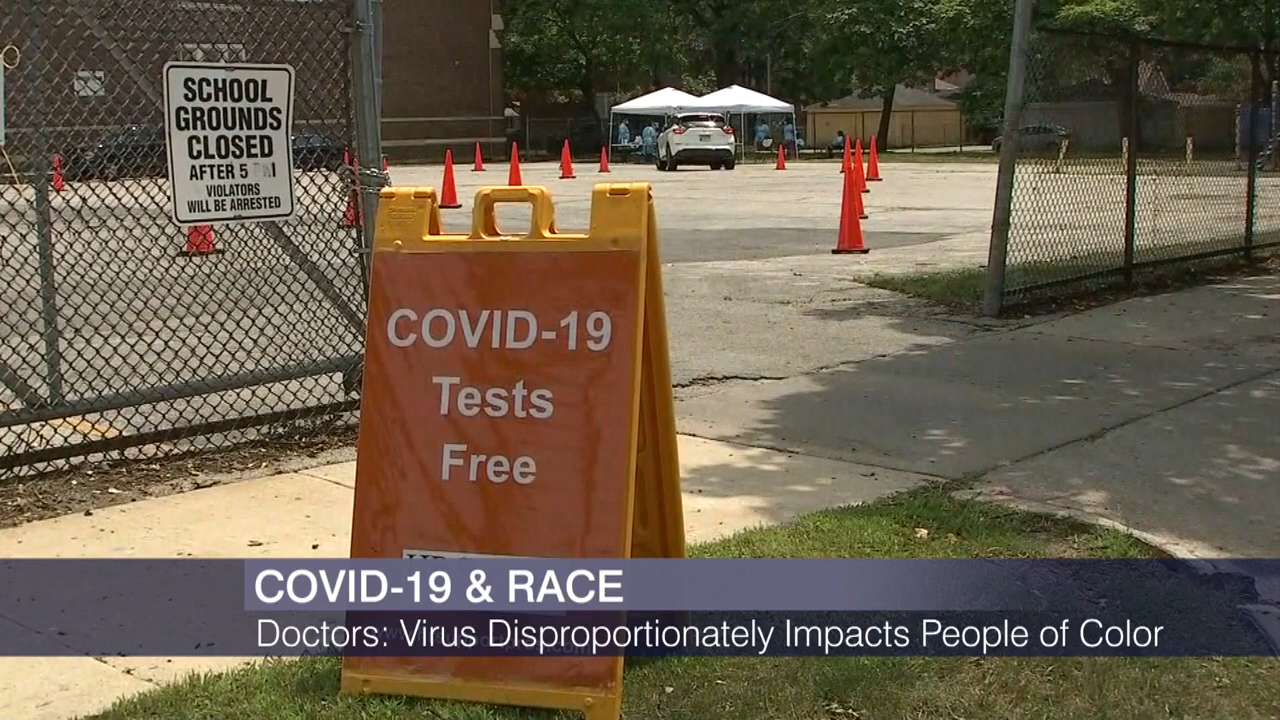 SCHOOL
GROUNDS
CLOSED
AFTER 5
VIOLATORS
WILL BE ARRESTED
COVID-19
Tests
Free
COVID-19 & RACE
Doctors: Virus Disproportionately Impacts People of Color